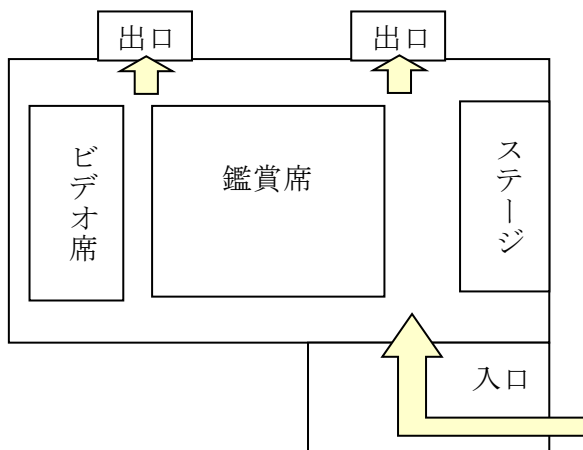 出口
出口
ビデオ席
鑑賞席
ステージ
入口